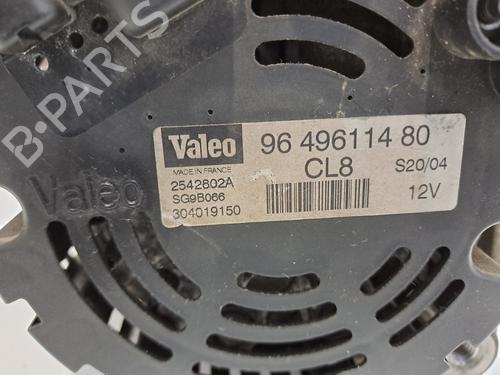 B-PARTS
Valeo
96 496114 80
MADE IN FRANCE
CL8
S20/04
2542802A
SG9B066
12V
304019150
Valeo